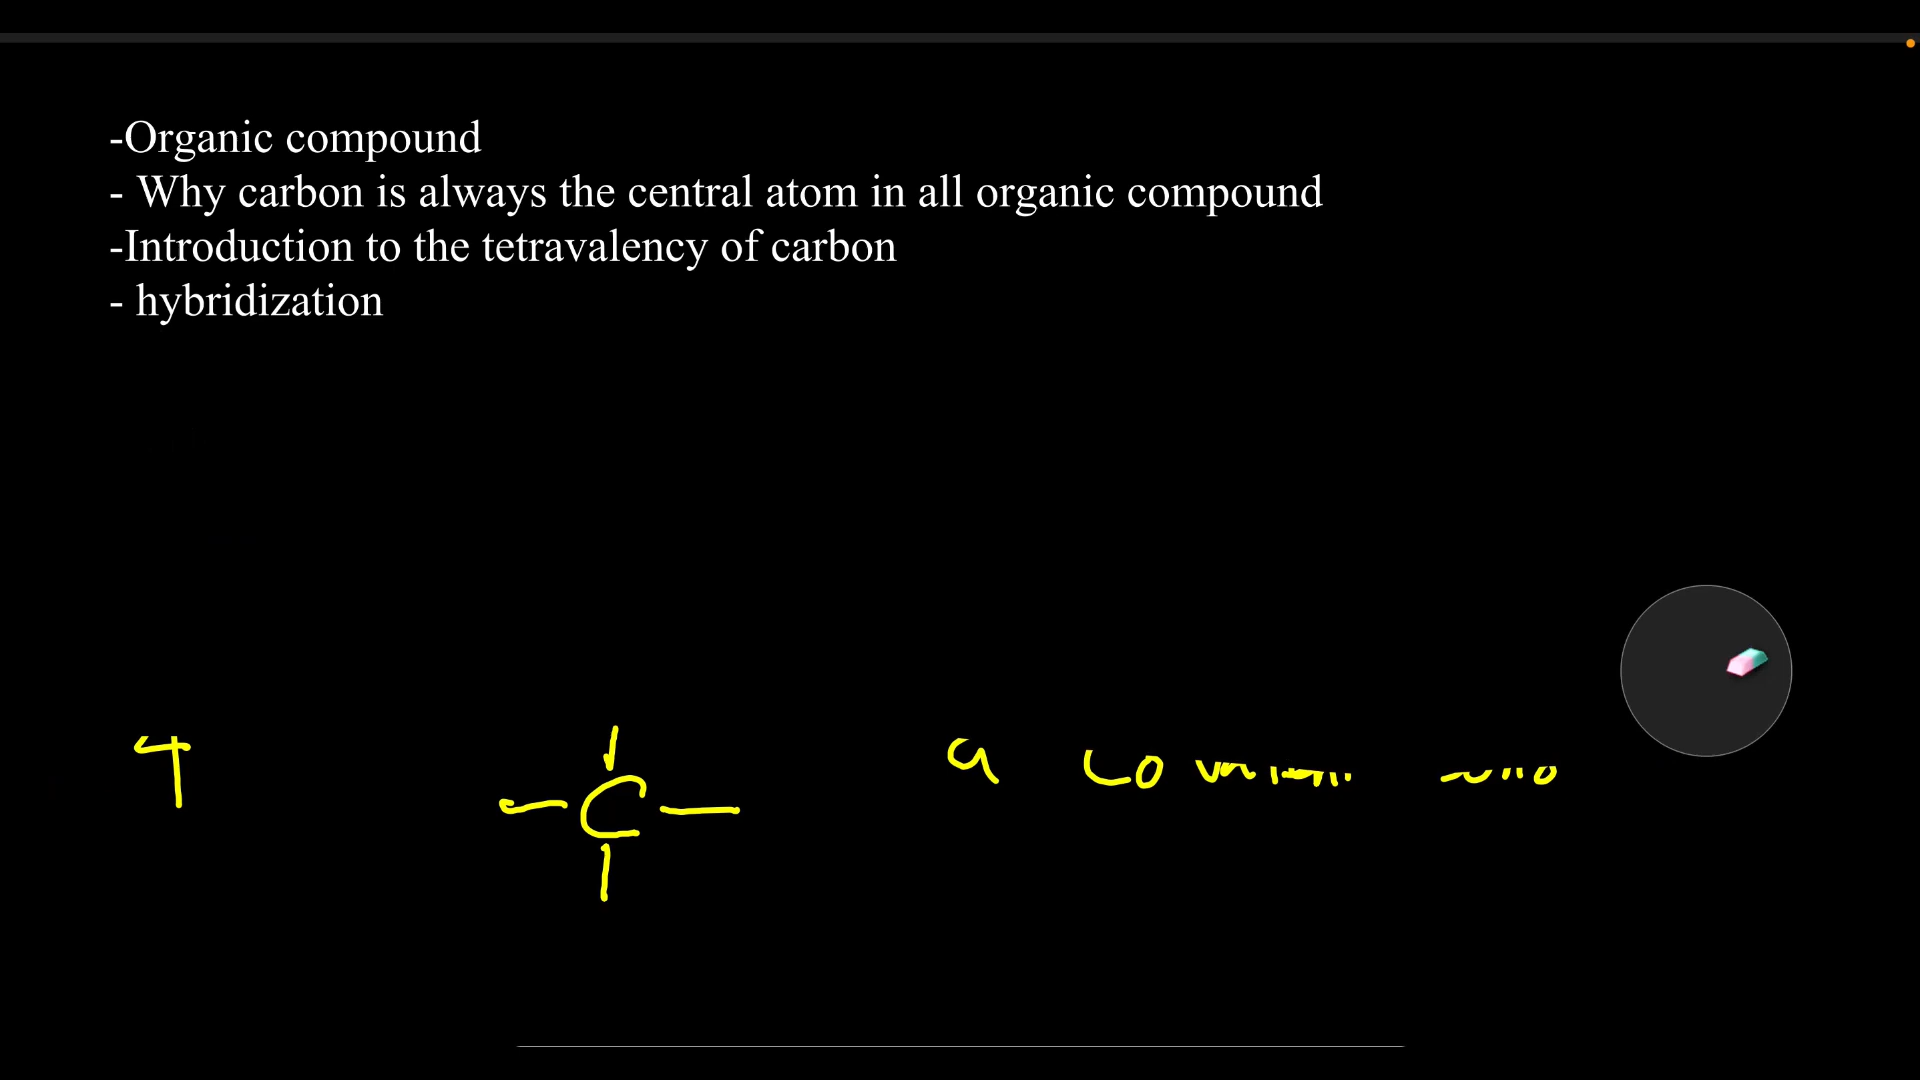 -Organic compound
- Why carbon is always the central atom in all organic compound
-Introduction to the tetravalency of carbon
- hybridization
4
C